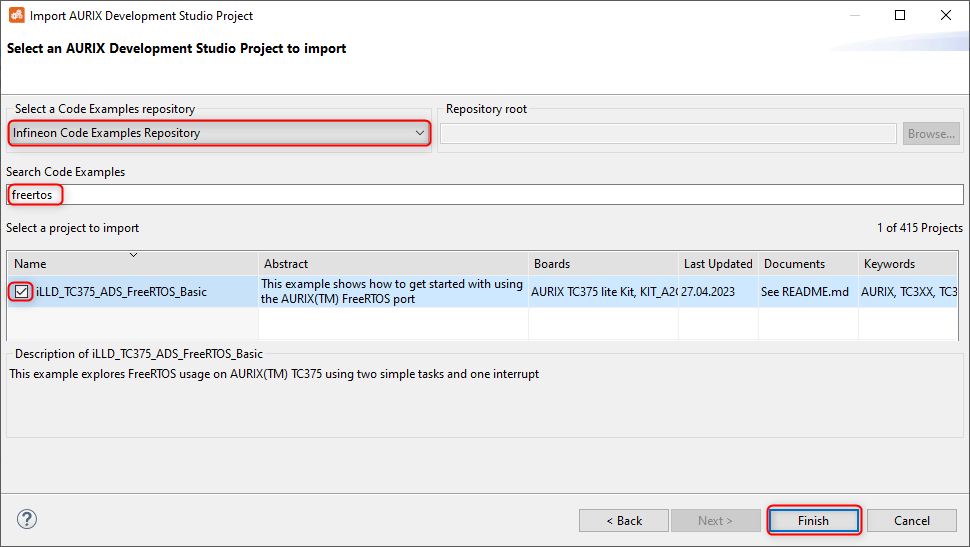 Import AURIX Development Studio Project
Select an AURIX Development Studio Project to import
Select a Code Examples repository
Repository root
Infineon Code Examples Repository
Browse...
Search Code Examples
freertos
Select a project to import
1 of 415 Projects
Name
Abstract
Boards
Last Updated
Documents
Keywords
iLLD_TC375_ADS_FreeRTOS_Basic
This example shows how to get started with using
the AURIX(TM) FreeRTOS port
AURIX TC375 lite Kit, KIT_A2G
27.04.2023
See README.md
AURIX, TC3XX, TC3
Description of iLLD_TC375_ADS_FreeRTOS_Basic
This example explores FreeRTOS usage on AURIX(TM) TC375 using two simple tasks and one interrupt
?
< Back
Next >
Finish
Cancel